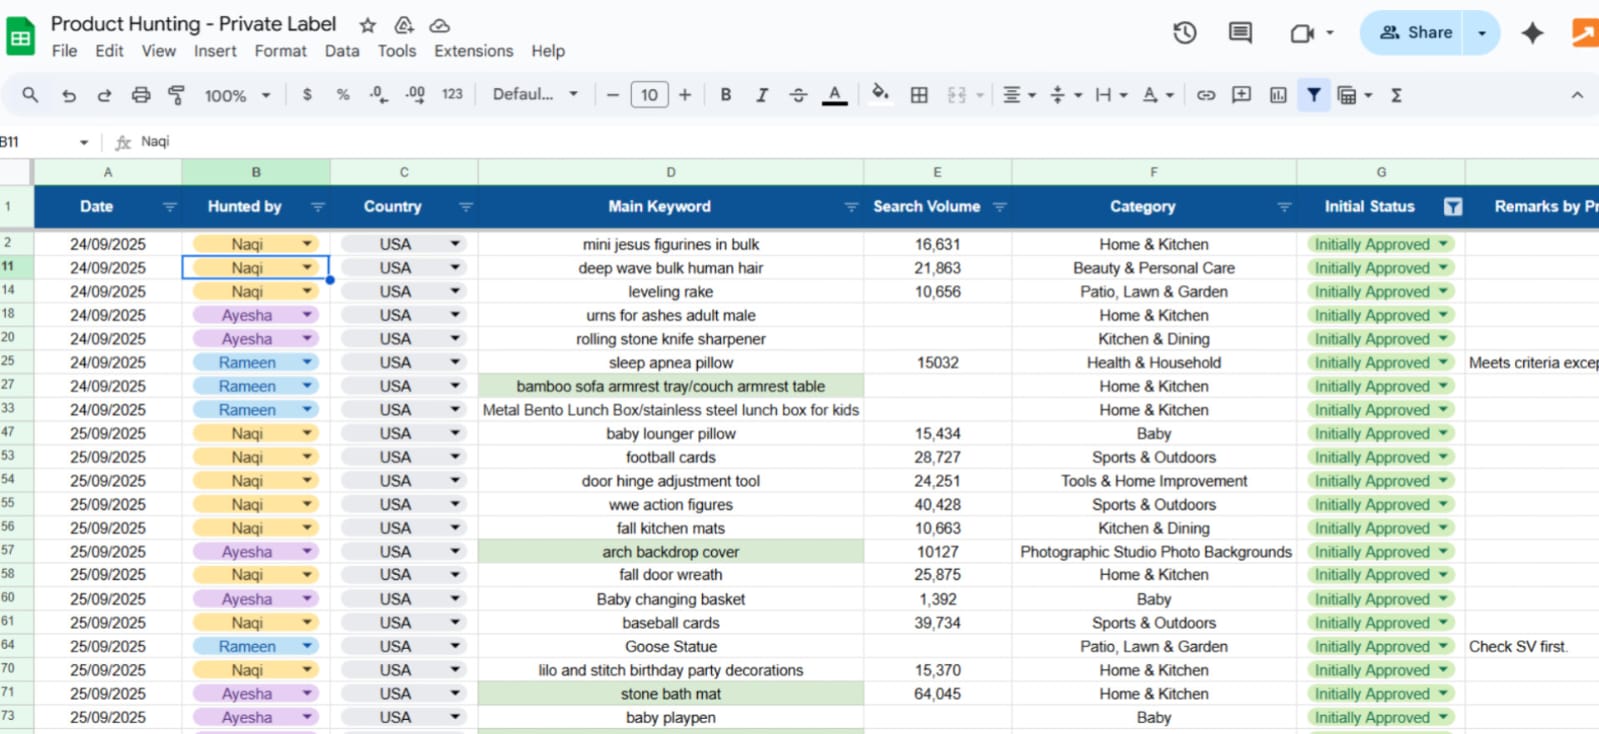 Product Hunting - Private Label
File Edit View Insert Format Data Tools Extensions Help
Share
100% $ % .0 .00 123 Defaul... 10 B I S A
B11 fx Naqi
A B C D E F G
1 Date Hunted by Country Main Keyword Search Volume Category Initial Status Remarks by Pr
2 24/09/2025 Naqi USA mini jesus figurines in bulk 16,631 Home & Kitchen Initially Approved
11 24/09/2025 Naqi USA deep wave bulk human hair 21,863 Beauty & Personal Care Initially Approved
14 24/09/2025 Naqi USA leveling rake 10,656 Patio, Lawn & Garden Initially Approved
18 24/09/2025 Ayesha USA urns for ashes adult male Home & Kitchen Initially Approved
20 24/09/2025 Ayesha USA rolling stone knife sharpener Kitchen & Dining Initially Approved
25 24/09/2025 Rameen USA sleep apnea pillow 15032 Health & Household Initially Approved Meets criteria excep
27 24/09/2025 Rameen USA bamboo sofa armrest tray/couch armrest table Home & Kitchen Initially Approved
33 24/09/2025 Rameen USA Metal Bento Lunch Box/stainless steel lunch box for kids Home & Kitchen Initially Approved
47 25/09/2025 Naqi USA baby lounger pillow 15,434 Baby Initially Approved
53 25/09/2025 Naqi USA football cards 28,727 Sports & Outdoors Initially Approved
54 25/09/2025 Naqi USA door hinge adjustment tool 24,251 Tools & Home Improvement Initially Approved
55 25/09/2025 Naqi USA wwe action figures 40,428 Sports & Outdoors Initially Approved
56 25/09/2025 Naqi USA fall kitchen mats 10,663 Kitchen & Dining Initially Approved
57 25/09/2025 Ayesha USA arch backdrop cover 10127 Photographic Studio Photo Backgrounds Initially Approved
58 25/09/2025 Naqi USA fall door wreath 25,875 Home & Kitchen Initially Approved
60 25/09/2025 Ayesha USA Baby changing basket 1,392 Baby Initially Approved
61 25/09/2025 Naqi USA baseball cards 39,734 Sports & Outdoors Initially Approved
64 25/09/2025 Rameen USA Goose Statue Patio, Lawn & Garden Initially Approved Check SV first.
70 25/09/2025 Naqi USA lilo and stitch birthday party decorations 15,370 Home & Kitchen Initially Approved
71 25/09/2025 Ayesha USA stone bath mat 64,045 Home & Kitchen Initially Approved
73 25/09/2025 Ayesha USA baby playpen Baby Initially Approved